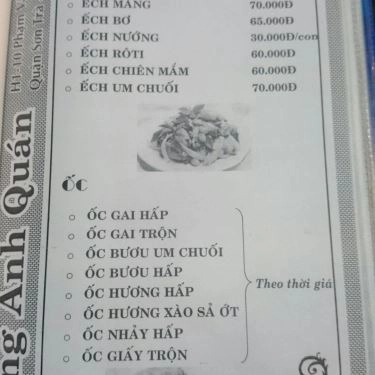 ẾCH MĂNG 70.000Đ
ẾCH BƠ 65.000Đ
ẾCH NƯỚNG 30.000Đ/con
ẾCH RÔTI 60.000Đ
ẾCH CHIÊN MẮM 60.000Đ
ẾCH UM CHUỐI 70.000Đ
ỐC
ỐC GAI HẤP
ỐC GAI TRỘN
ỐC BƯƠU UM CHUỐI
ỐC BƯƠU HẤP
ỐC HƯƠNG HẤP
ỐC HƯƠNG XÀO SẢ ỚT
ỐC NHẢY HẤP
ỐC GIẤY TRỘN
Theo thời giá
ng Anh Quán
H1-10 Phạm V
Quận Sơn Trà